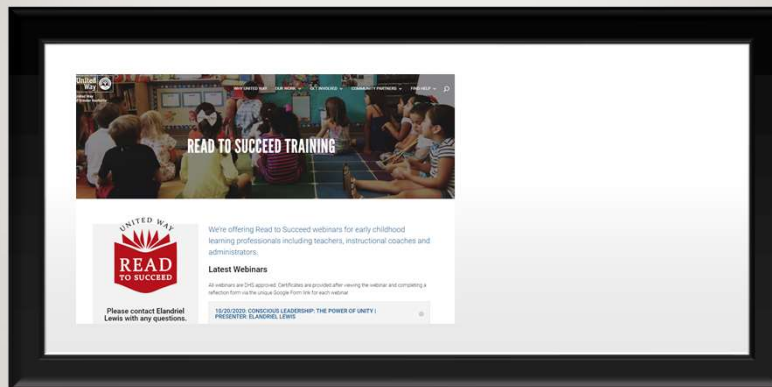 United
Way
WHY UNITED WAY OUR WORK GET INVOLVED COMMUNITY PARTNERS FIND HELP
READ TO SUCCEED TRAINING
UNITED WAY
READ
TO SUCCEED
Please contact Elandriel
Lewis with any questions.
We're offering Read to Succeed webinars for early childhood
learning professionals including teachers, instructional coaches and
administrators.
Latest Webinars
All webinars are DHS approved. Certificates are provided after viewing the webinar and completing a
reflection form via the unique Google Form link for each webinar.
10/20/2020: CONSCIOUS LEADERSHIP: THE POWER OF UNITY |
PRESENTER: ELANDRIEL LEWIS